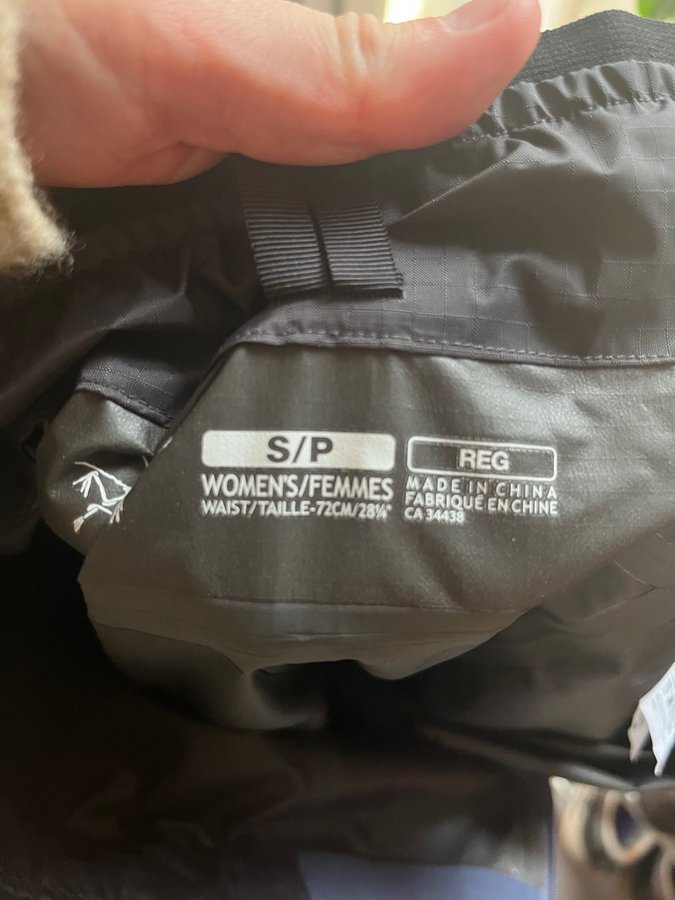 S/P
WOMEN'S/FEMMES
WAIST/TAILLE-72CM/28¼"
REG
MADE IN CHINA
FABRIQUÉ EN CHINE
CA 34438